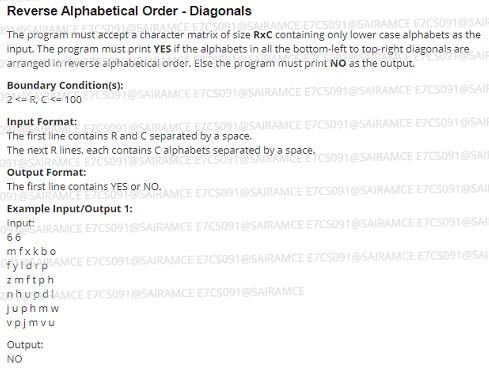 Reverse Alphabetical Order - Diagonals
The program must accept a character matrix of size RxC containing only lower case alphabets as the
input. The program must print YES if the alphabets in all the bottom-left to top-right diagonals are
arranged in reverse alphabetical order. Else the program must print NO as the output.
Boundary Condition(s):
2 <= R, C <= 100
Input Format:
The first line contains R and C separated by a space.
The next R lines, each contains C alphabets separated by a space.
Output Format:
The first line contains YES or NO.
Example Input/Output 1:
Input:
6 6
m f x k b o
f y l d r p
z m f t p h
n h u p d l
j u p h m w
v p j m v u
Output:
NO
E7CS091@SAIRAMCE E7CS091@SAIRAMCE E7CS091@SAIRAMCE